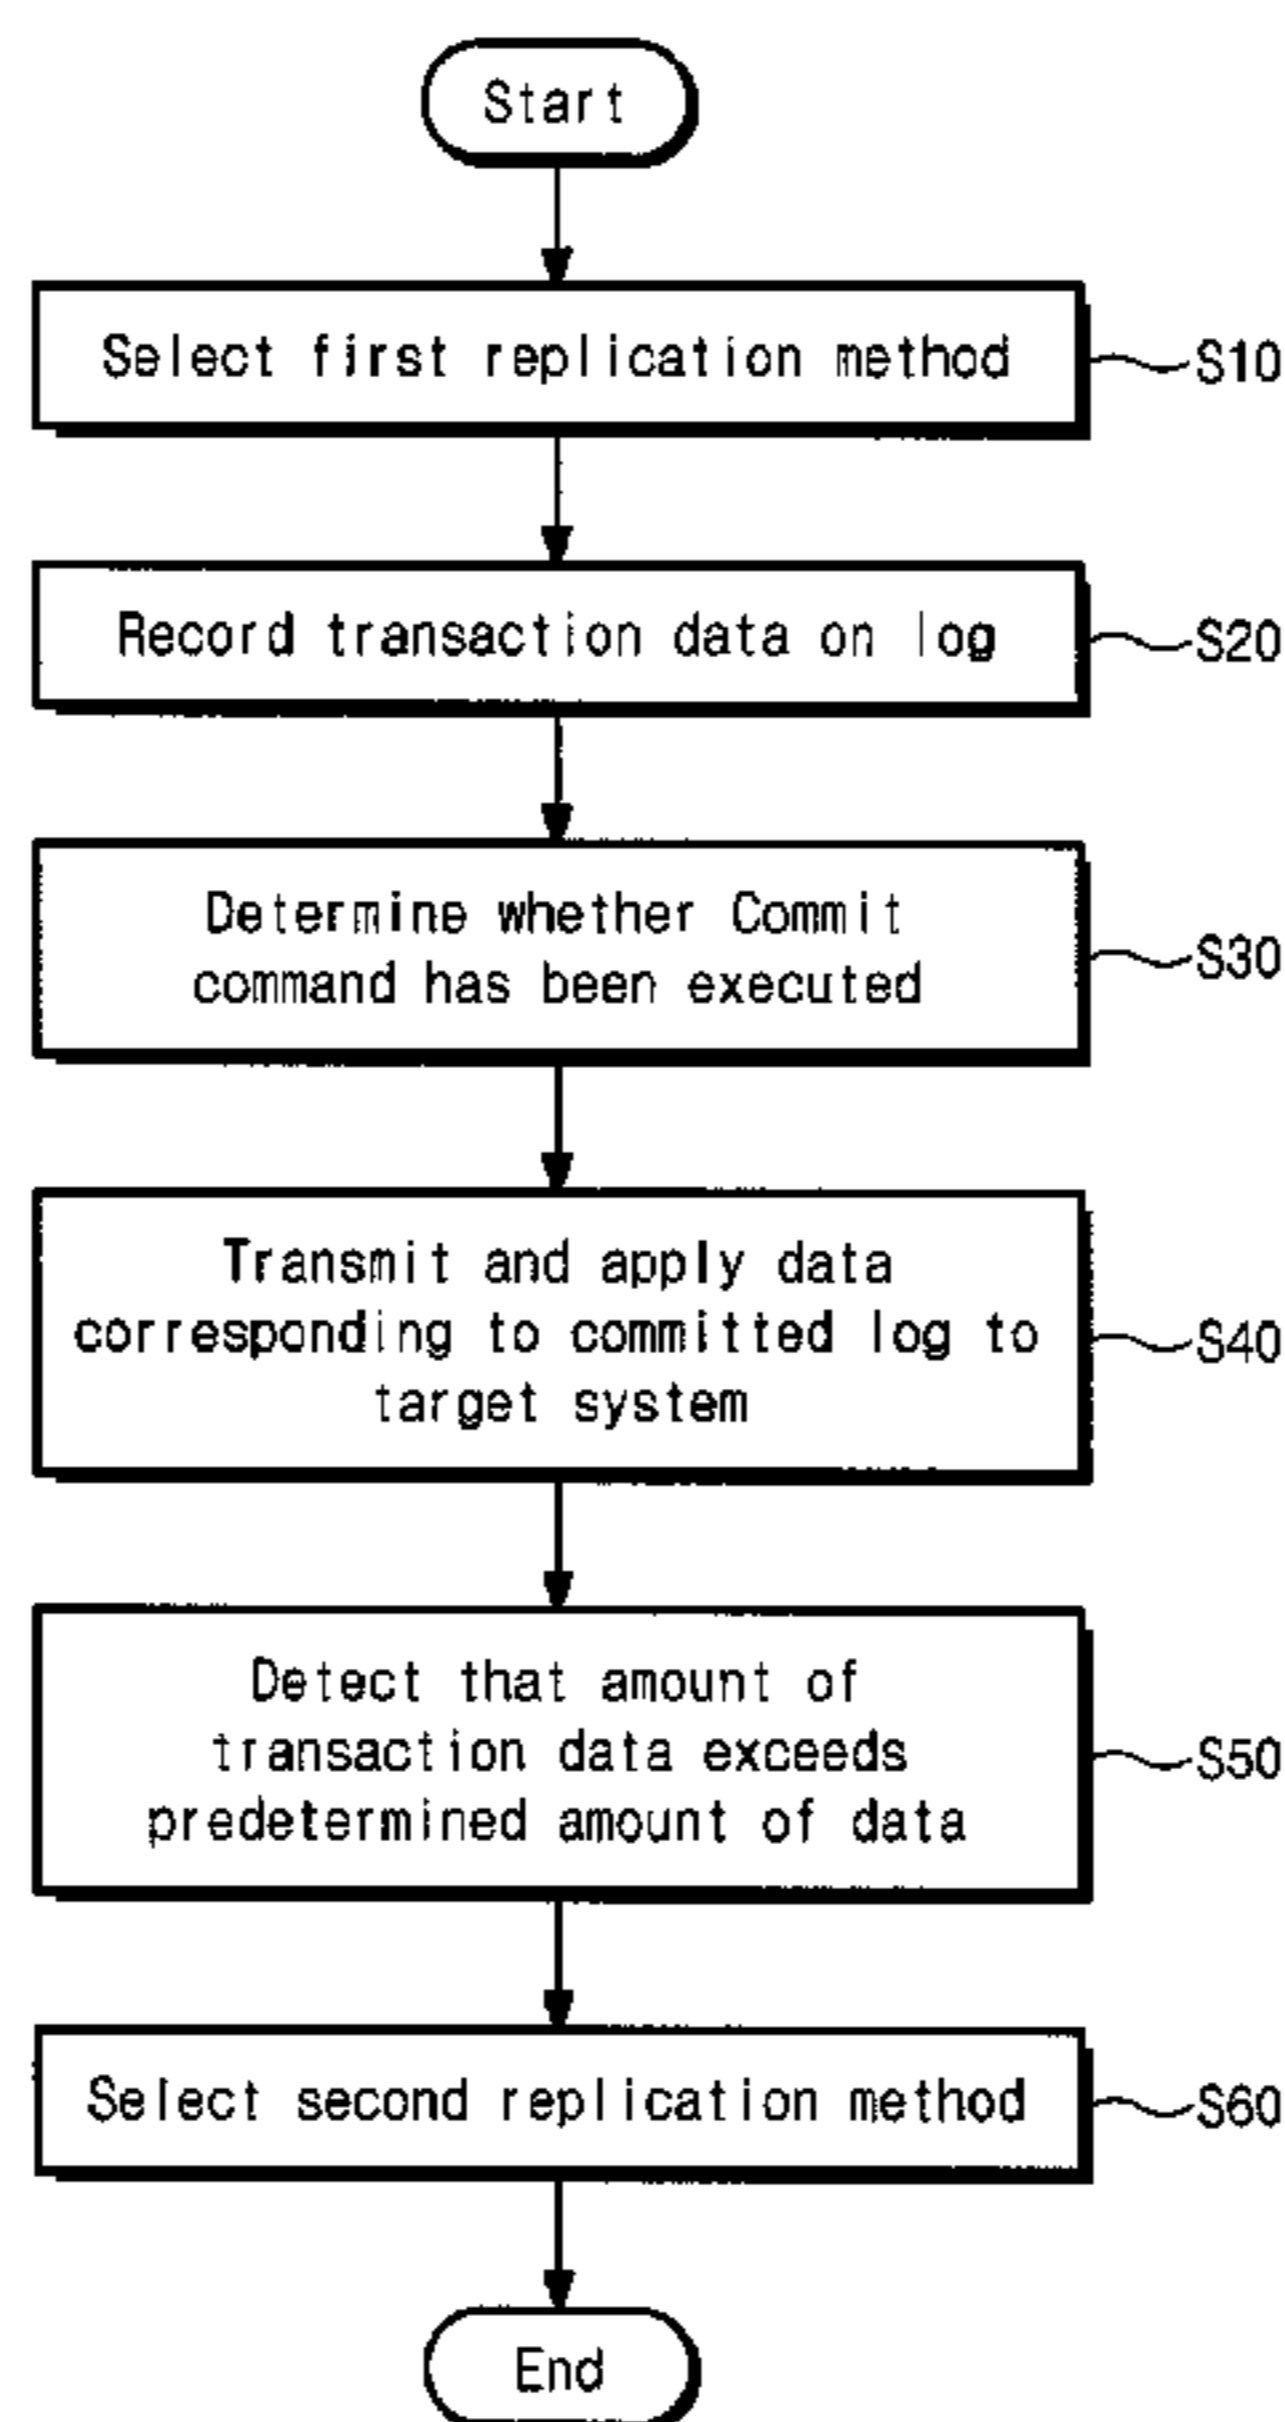 Start
Select first replication method
S10
Record transaction data on log
S20
Determine whether Commit
command has been executed
S30
Transmit and apply data
corresponding to committed log to
target system
S40
Detect that amount of
transaction data exceeds
predetermined amount of data
S50
Select second replication method
S60
End